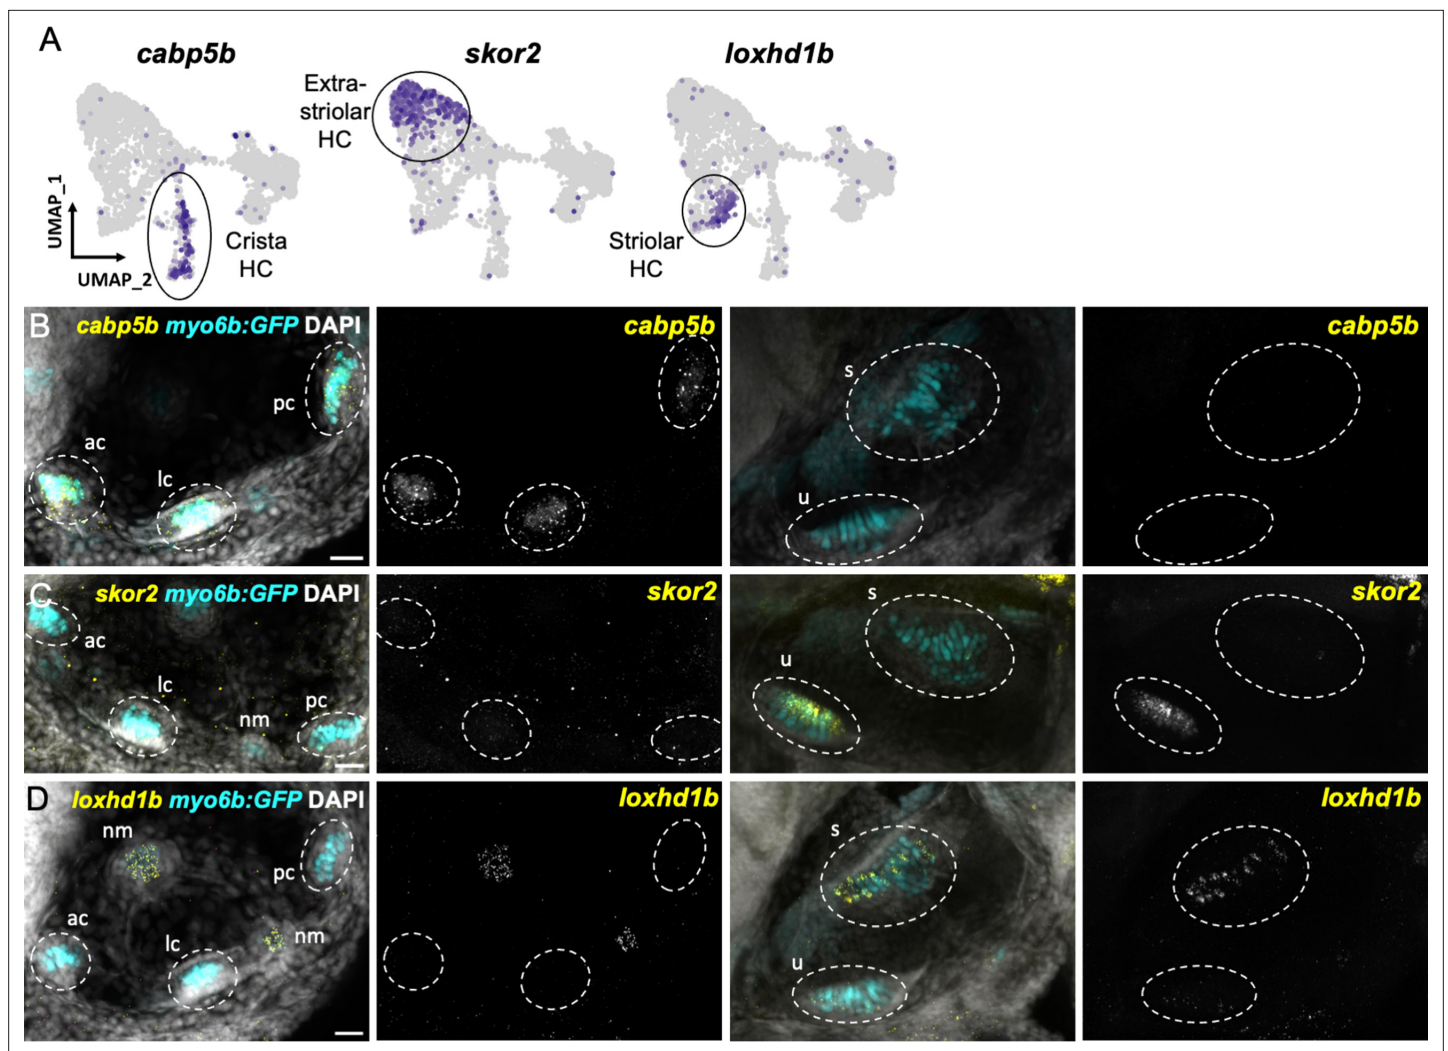 A
cabp5b
skor2
loxhd1b
Extra-
striolar
HC
UMAP_1
UMAP_2
Crista
HC
Striolar
HC
B
cabp5b myo6b:GFP DAPI
pc
ac
lc
cabp5b
s
u
cabp5b
C
skor2 myo6b:GFP DAPI
ac
lc
nm
pc
skor2
s
u
skor2
D
loxhd1b myo6b:GFP DAPI
nm
pc
ac
lc
nm
loxhd1b
s
u
loxhd1b